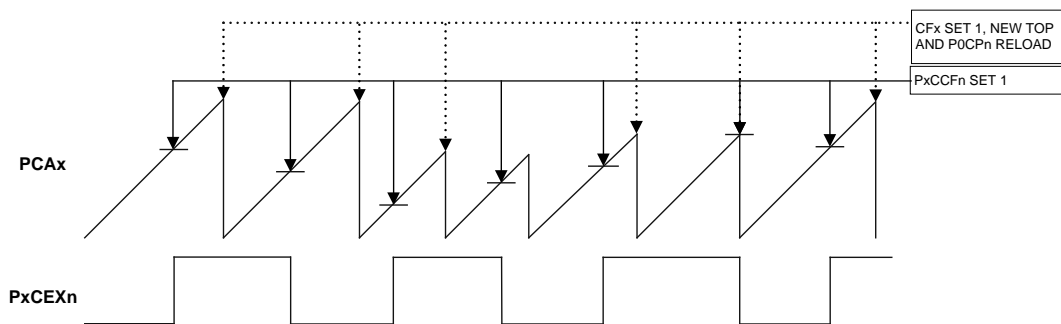 CFx SET 1, NEW TOP
AND P0CPn RELOAD
PxCCFn SET 1
PCAx
PxCEXn